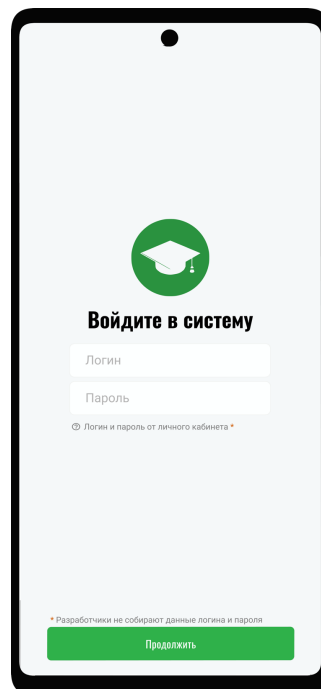 Войдите в систему
Логин
Пароль
Логин и пароль от личного кабинета *
* Разработчики не собирают данные логина и пароля
Продолжить